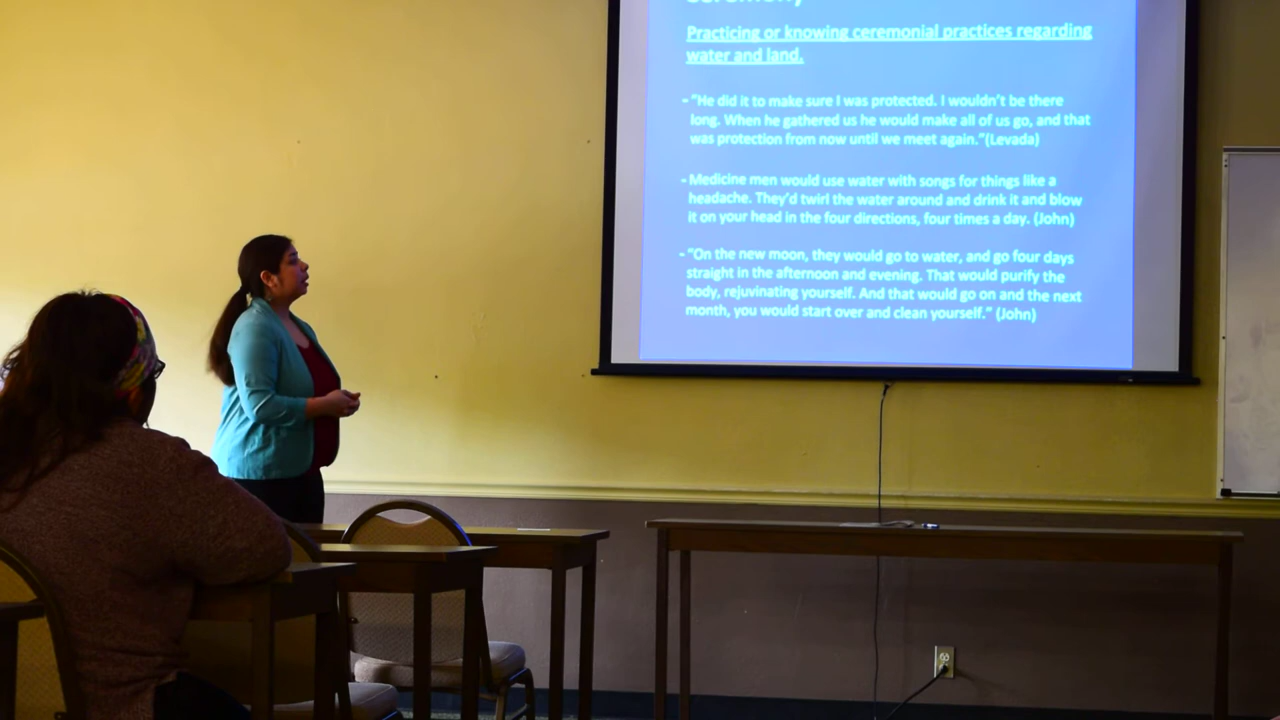 Ceremony
Practicing or knowing ceremonial practices regarding
water and land.
- "He did it to make sure I was protected. I wouldn't be there
long. When he gathered us he would make all of us go, and that
was protection from now until we meet again."(Levada)
- Medicine men would use water with songs for things like a
headache. They'd twirl the water around and drink it and blow
it on your head in the four directions, four times a day. (John)
- "On the new moon, they would go to water, and go four days
straight in the afternoon and evening. That would purify the
body, rejuvinating yourself. And that would go on and the next
month, you would start over and clean yourself." (John)